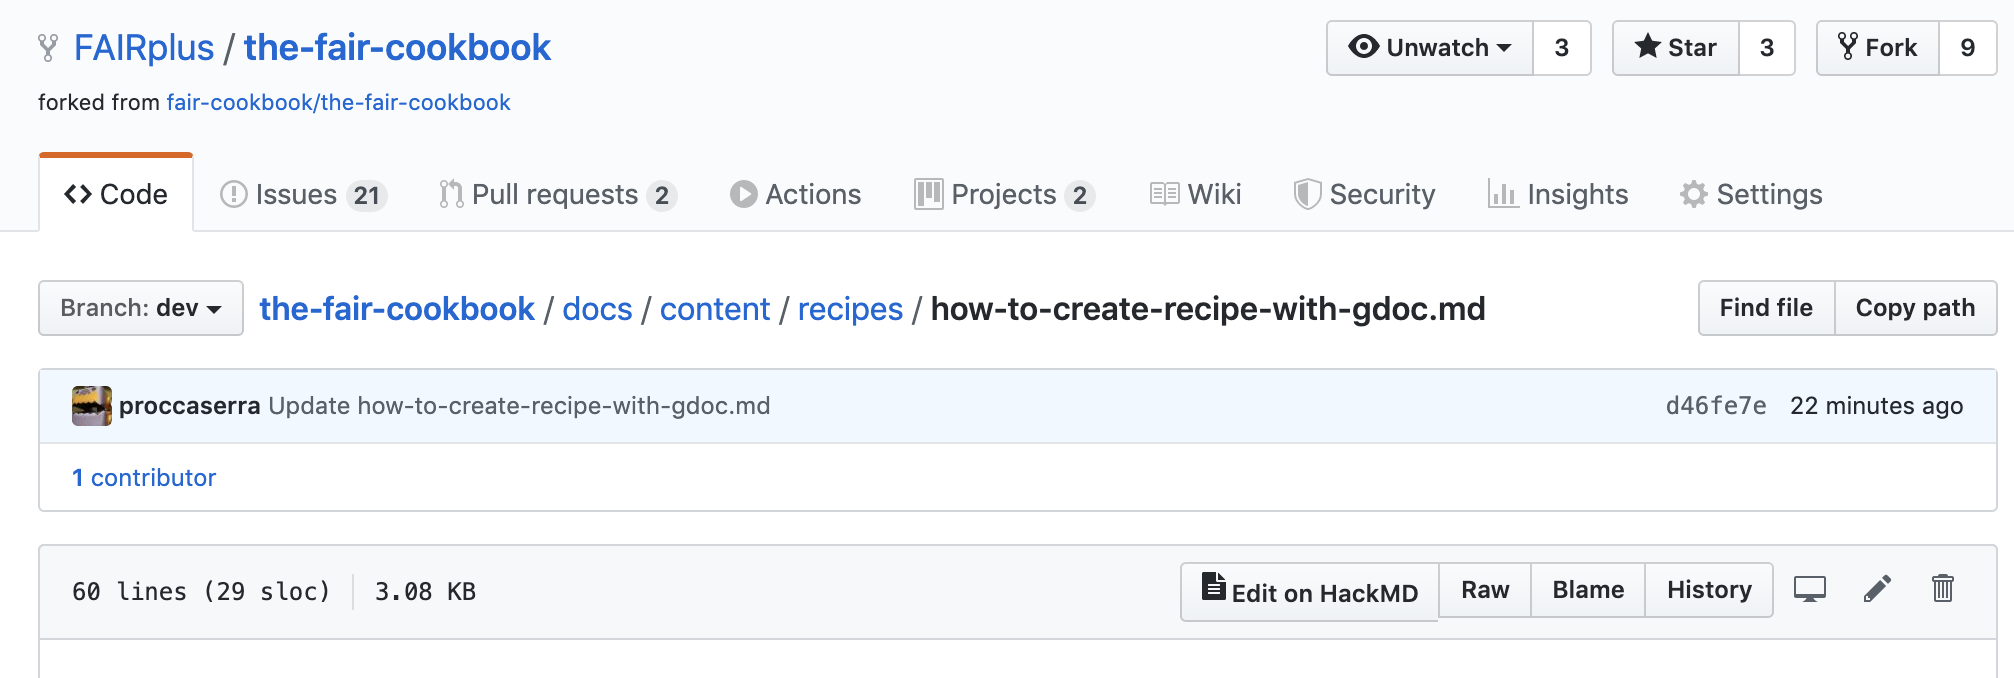 FAIRplus / the-fair-cookbook
Unwatch 3 Star 3 Fork 9
forked from fair-cookbook/the-fair-cookbook
Code Issues 21 Pull requests 2 Actions Projects 2 Wiki Security Insights Settings
Branch: dev the-fair-cookbook / docs / content / recipes / how-to-create-recipe-with-gdoc.md Find file Copy path
proccaserra Update how-to-create-recipe-with-gdoc.md d46fe7e 22 minutes ago
1 contributor
60 lines (29 sloc) 3.08 KB Edit on HackMD Raw Blame History